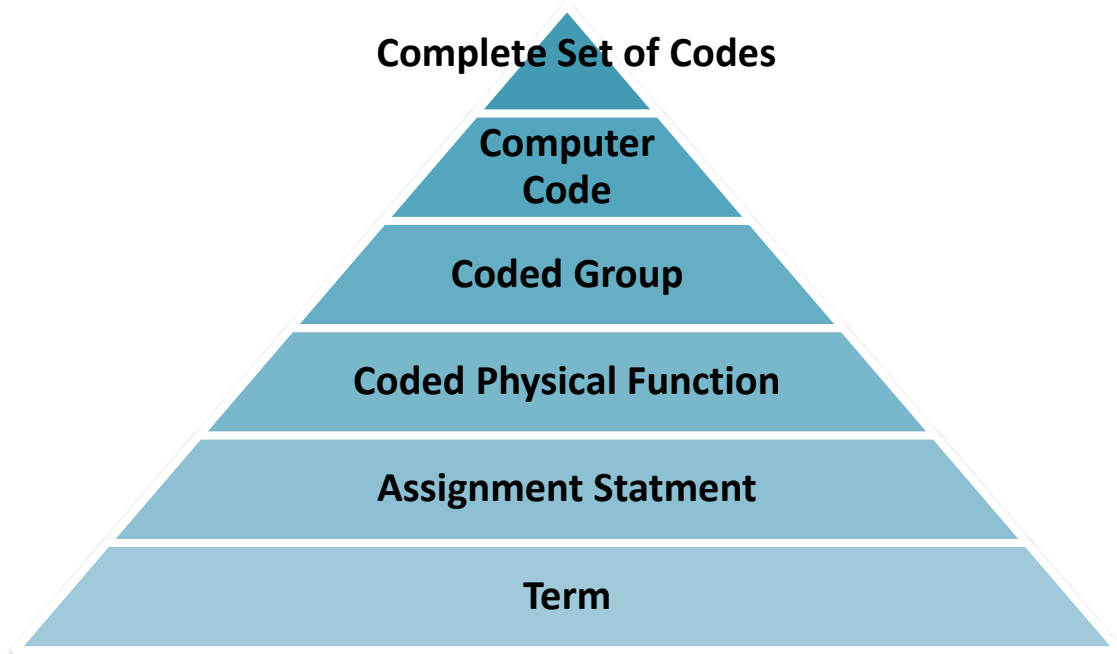 Complete Set of Codes
Computer
Code
Coded Group
Coded Physical Function
Assignment Statment
Term